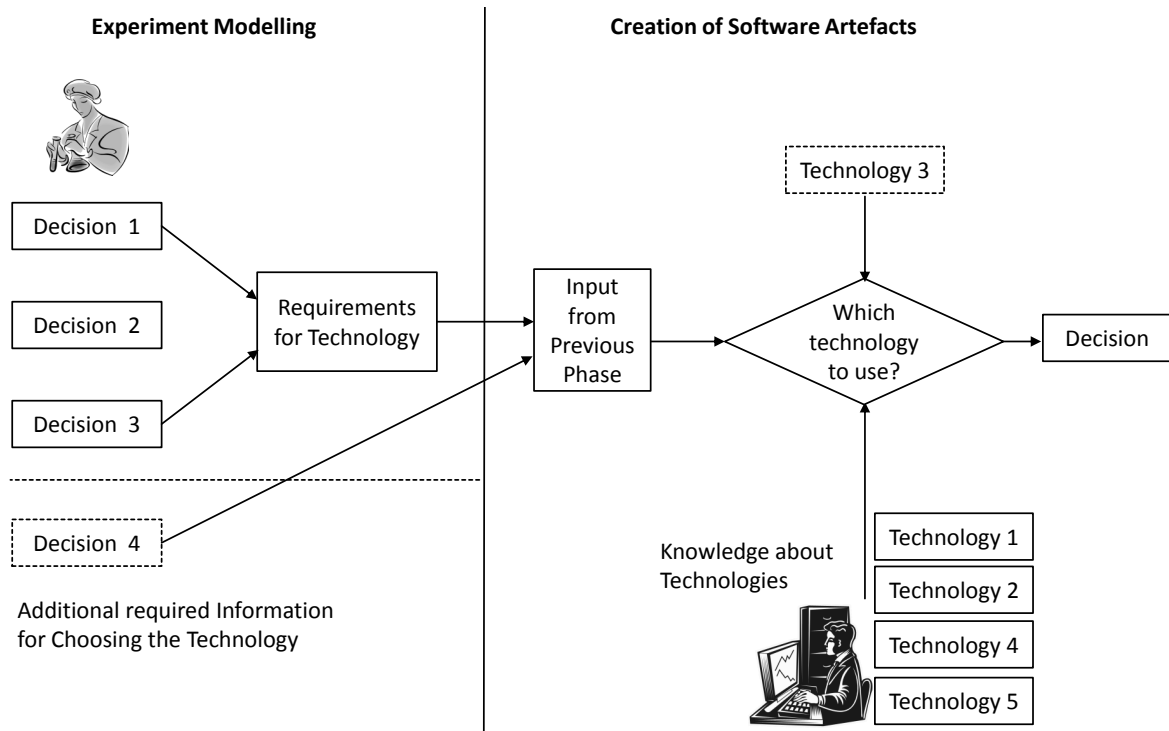 Experiment Modelling
Creation of Software Artefacts
Technology 3
Decision 1
Decision 2
Decision 3
Requirements
for Technology
Input
from
Previous
Phase
Which
technology
to use?
Decision
Decision 4
Additional required Information
for Choosing the Technology
Knowledge about
Technologies
Technology 1
Technology 2
Technology 4
Technology 5